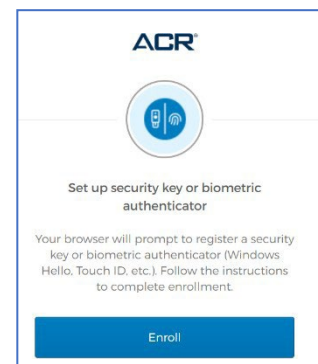 ACR
Set up security key or biometric
authenticator
Your browser will prompt to register a security
key or biometric authenticator (Windows
Hello, Touch ID, etc.). Follow the instructions
to complete enrollment.
Enroll